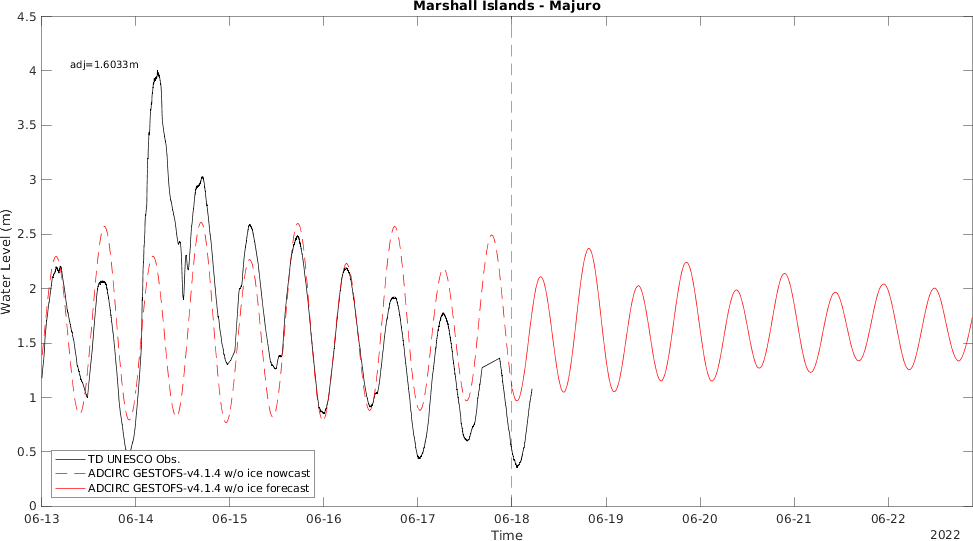 Marshall Islands - Majuro
4.5
adj=1.6033m
4
3.5
3
2.5
2
1.5
1
0.5
0
Water Level (m)
TD UNESCO Obs.
ADCIRC GESTOFS-v4.1.4 w/o ice nowcast
ADCIRC GESTOFS-v4.1.4 w/o ice forecast
06-13 06-14 06-15 06-16 06-17 06-18 06-19 06-20 06-21 06-22
Time
2022